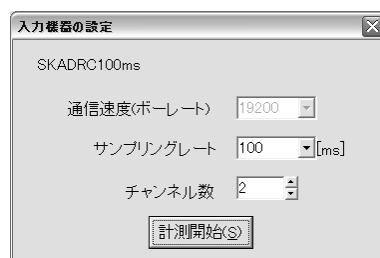 入力機器の設定
SKADRC100ms
通信速度(ボーレート) 19200
サンプリングレート 100 [ms]
チャンネル数 2
計測開始(S)